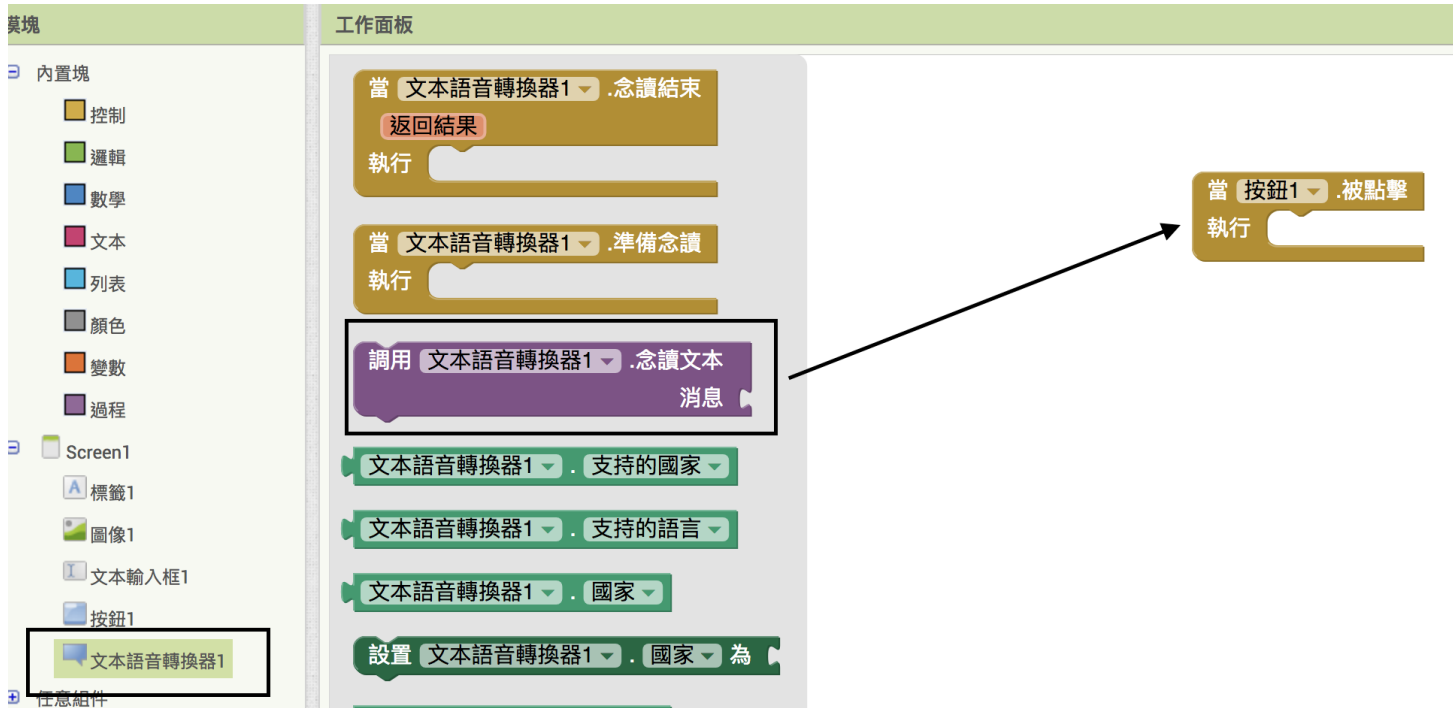 模塊
工作面板
內置塊
控制
邏輯
數學
文本
列表
顏色
變數
過程
Screen1
標籤1
圖像1
文本輸入框1
按鈕1
文本語音轉換器1
任意組件
當 文本語音轉換器1 .念讀結束
返回結果
執行
當 文本語音轉換器1 .準備念讀
執行
調用 文本語音轉換器1 .念讀文本
消息
文本語音轉換器1 . 支持的國家
文本語音轉換器1 . 支持的語言
文本語音轉換器1 . 國家
設置 文本語音轉換器1 . 國家 為
當 按鈕1 .被點擊
執行